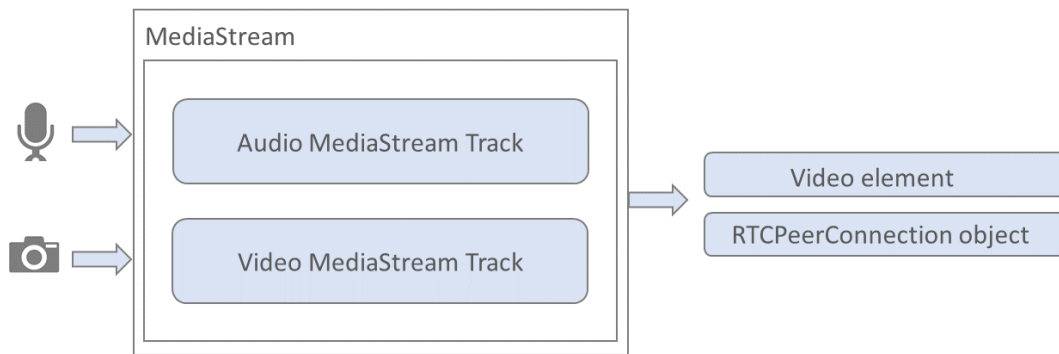 MediaStream
Audio MediaStream Track
Video MediaStream Track
Video element
RTCPeerConnection object